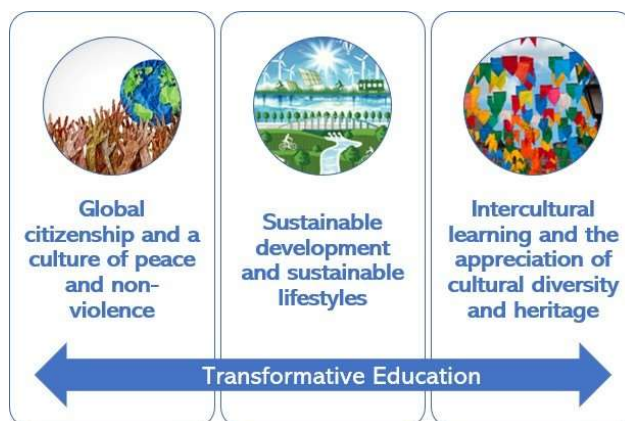 Global
citizenship and a
culture of peace
and non-
violence
Sustainable
development
and sustainable
lifestyles
Intercultural
learning and the
appreciation of
cultural diversity
and heritage
Transformative Education